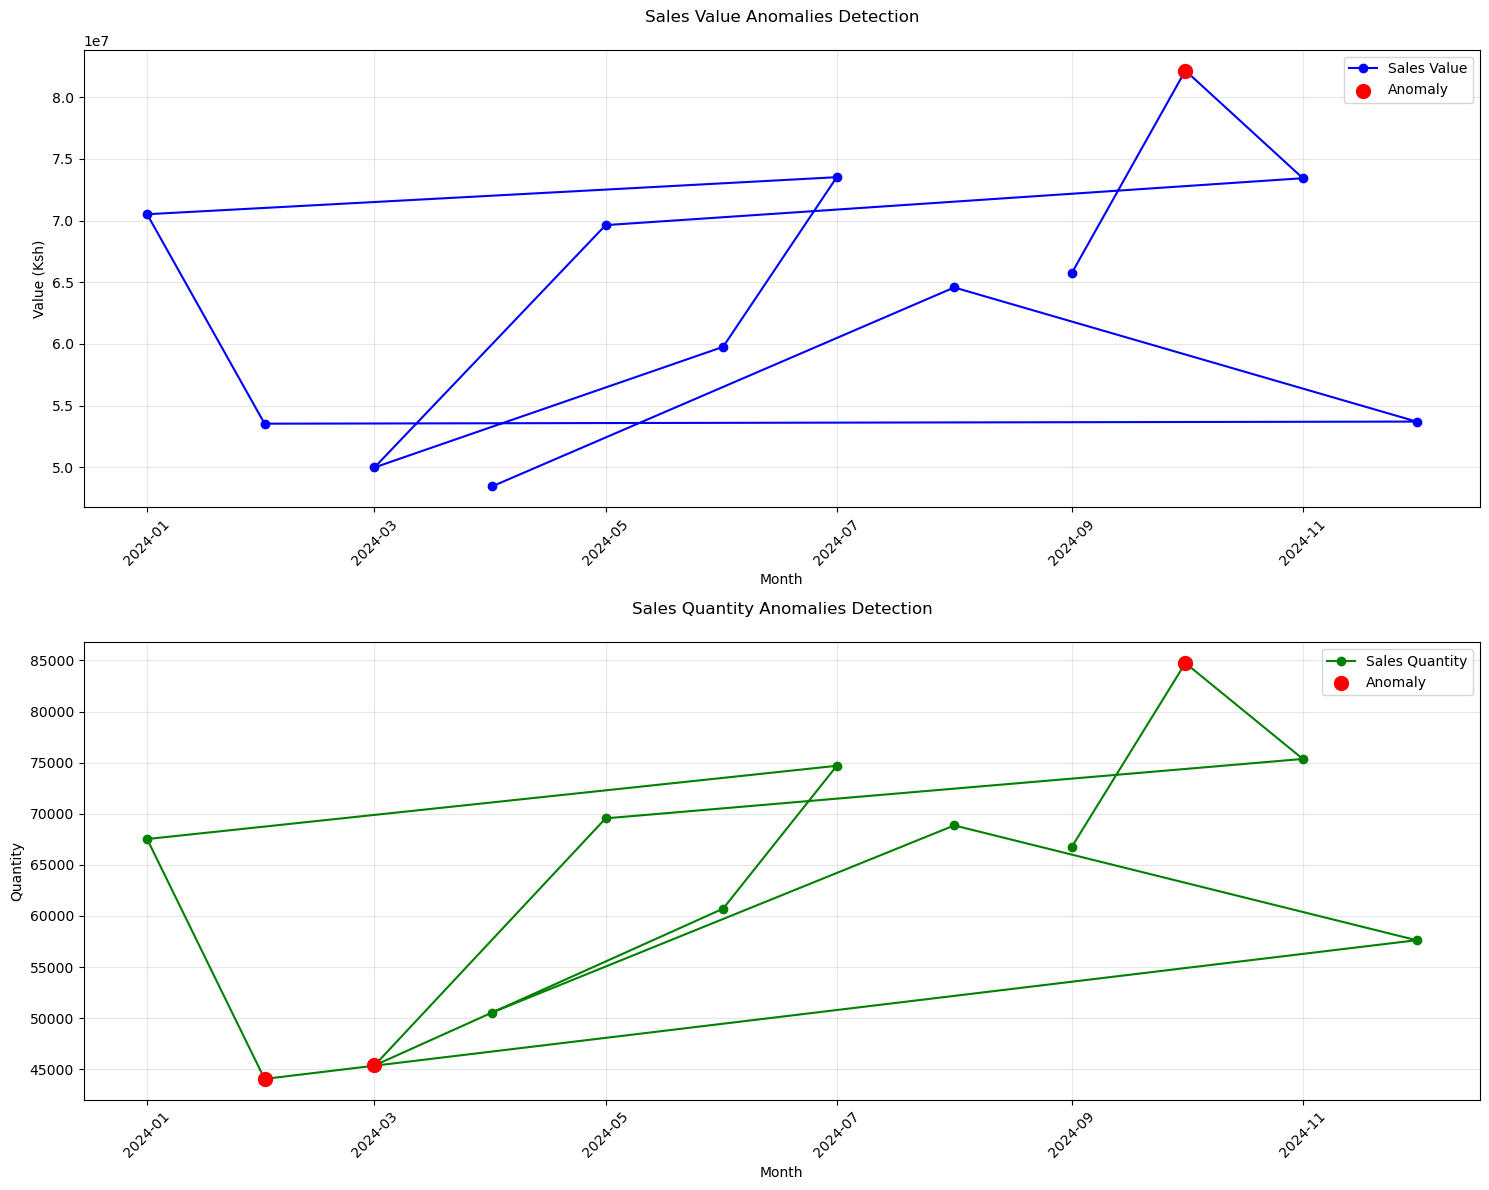 Sales Value Anomalies Detection
1e7
Sales Value
Anomaly
8.0
7.5
7.0
6.5
6.0
5.5
5.0
Value (Ksh)
2024-01
2024-03
2024-05
2024-07
2024-09
2024-11
Month
Sales Quantity Anomalies Detection
Sales Quantity
Anomaly
85000
80000
75000
70000
65000
60000
55000
50000
45000
Quantity
2024-01
2024-03
2024-05
2024-07
2024-09
2024-11
Month